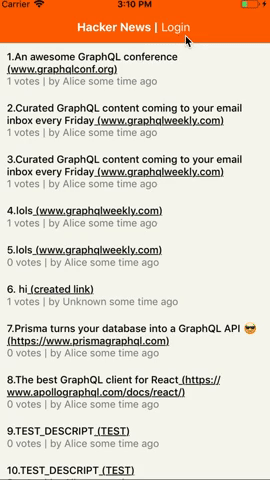 Carrier 3:10 PM
Hacker News | Login
1.An awesome GraphQL conference
(www.graphqlconf.org)
1 votes | by Alice some time ago
2.Curated GraphQL content coming to your email
inbox every Friday (www.graphqlweekly.com)
1 votes | by Alice some time ago
3.Curated GraphQL content coming to your email
inbox every Friday (www.graphqlweekly.com)
1 votes | by Alice some time ago
4.lols (www.graphqlweekly.com)
1 votes | by Alice some time ago
5.lols (www.graphqlweekly.com)
0 votes | by Alice some time ago
6. hi (created link)
1 votes | by Unknown some time ago
7.Prisma turns your database into a GraphQL API 😎
(https://www.prismagraphql.com)
0 votes | by Alice some time ago
8.The best GraphQL client for React (https://
www.apollographql.com/docs/react/)
0 votes | by Alice some time ago
9.TEST_DESCRIPT (TEST)
0 votes | by Alice some time ago
10.TEST_DESCRIPT (TEST)